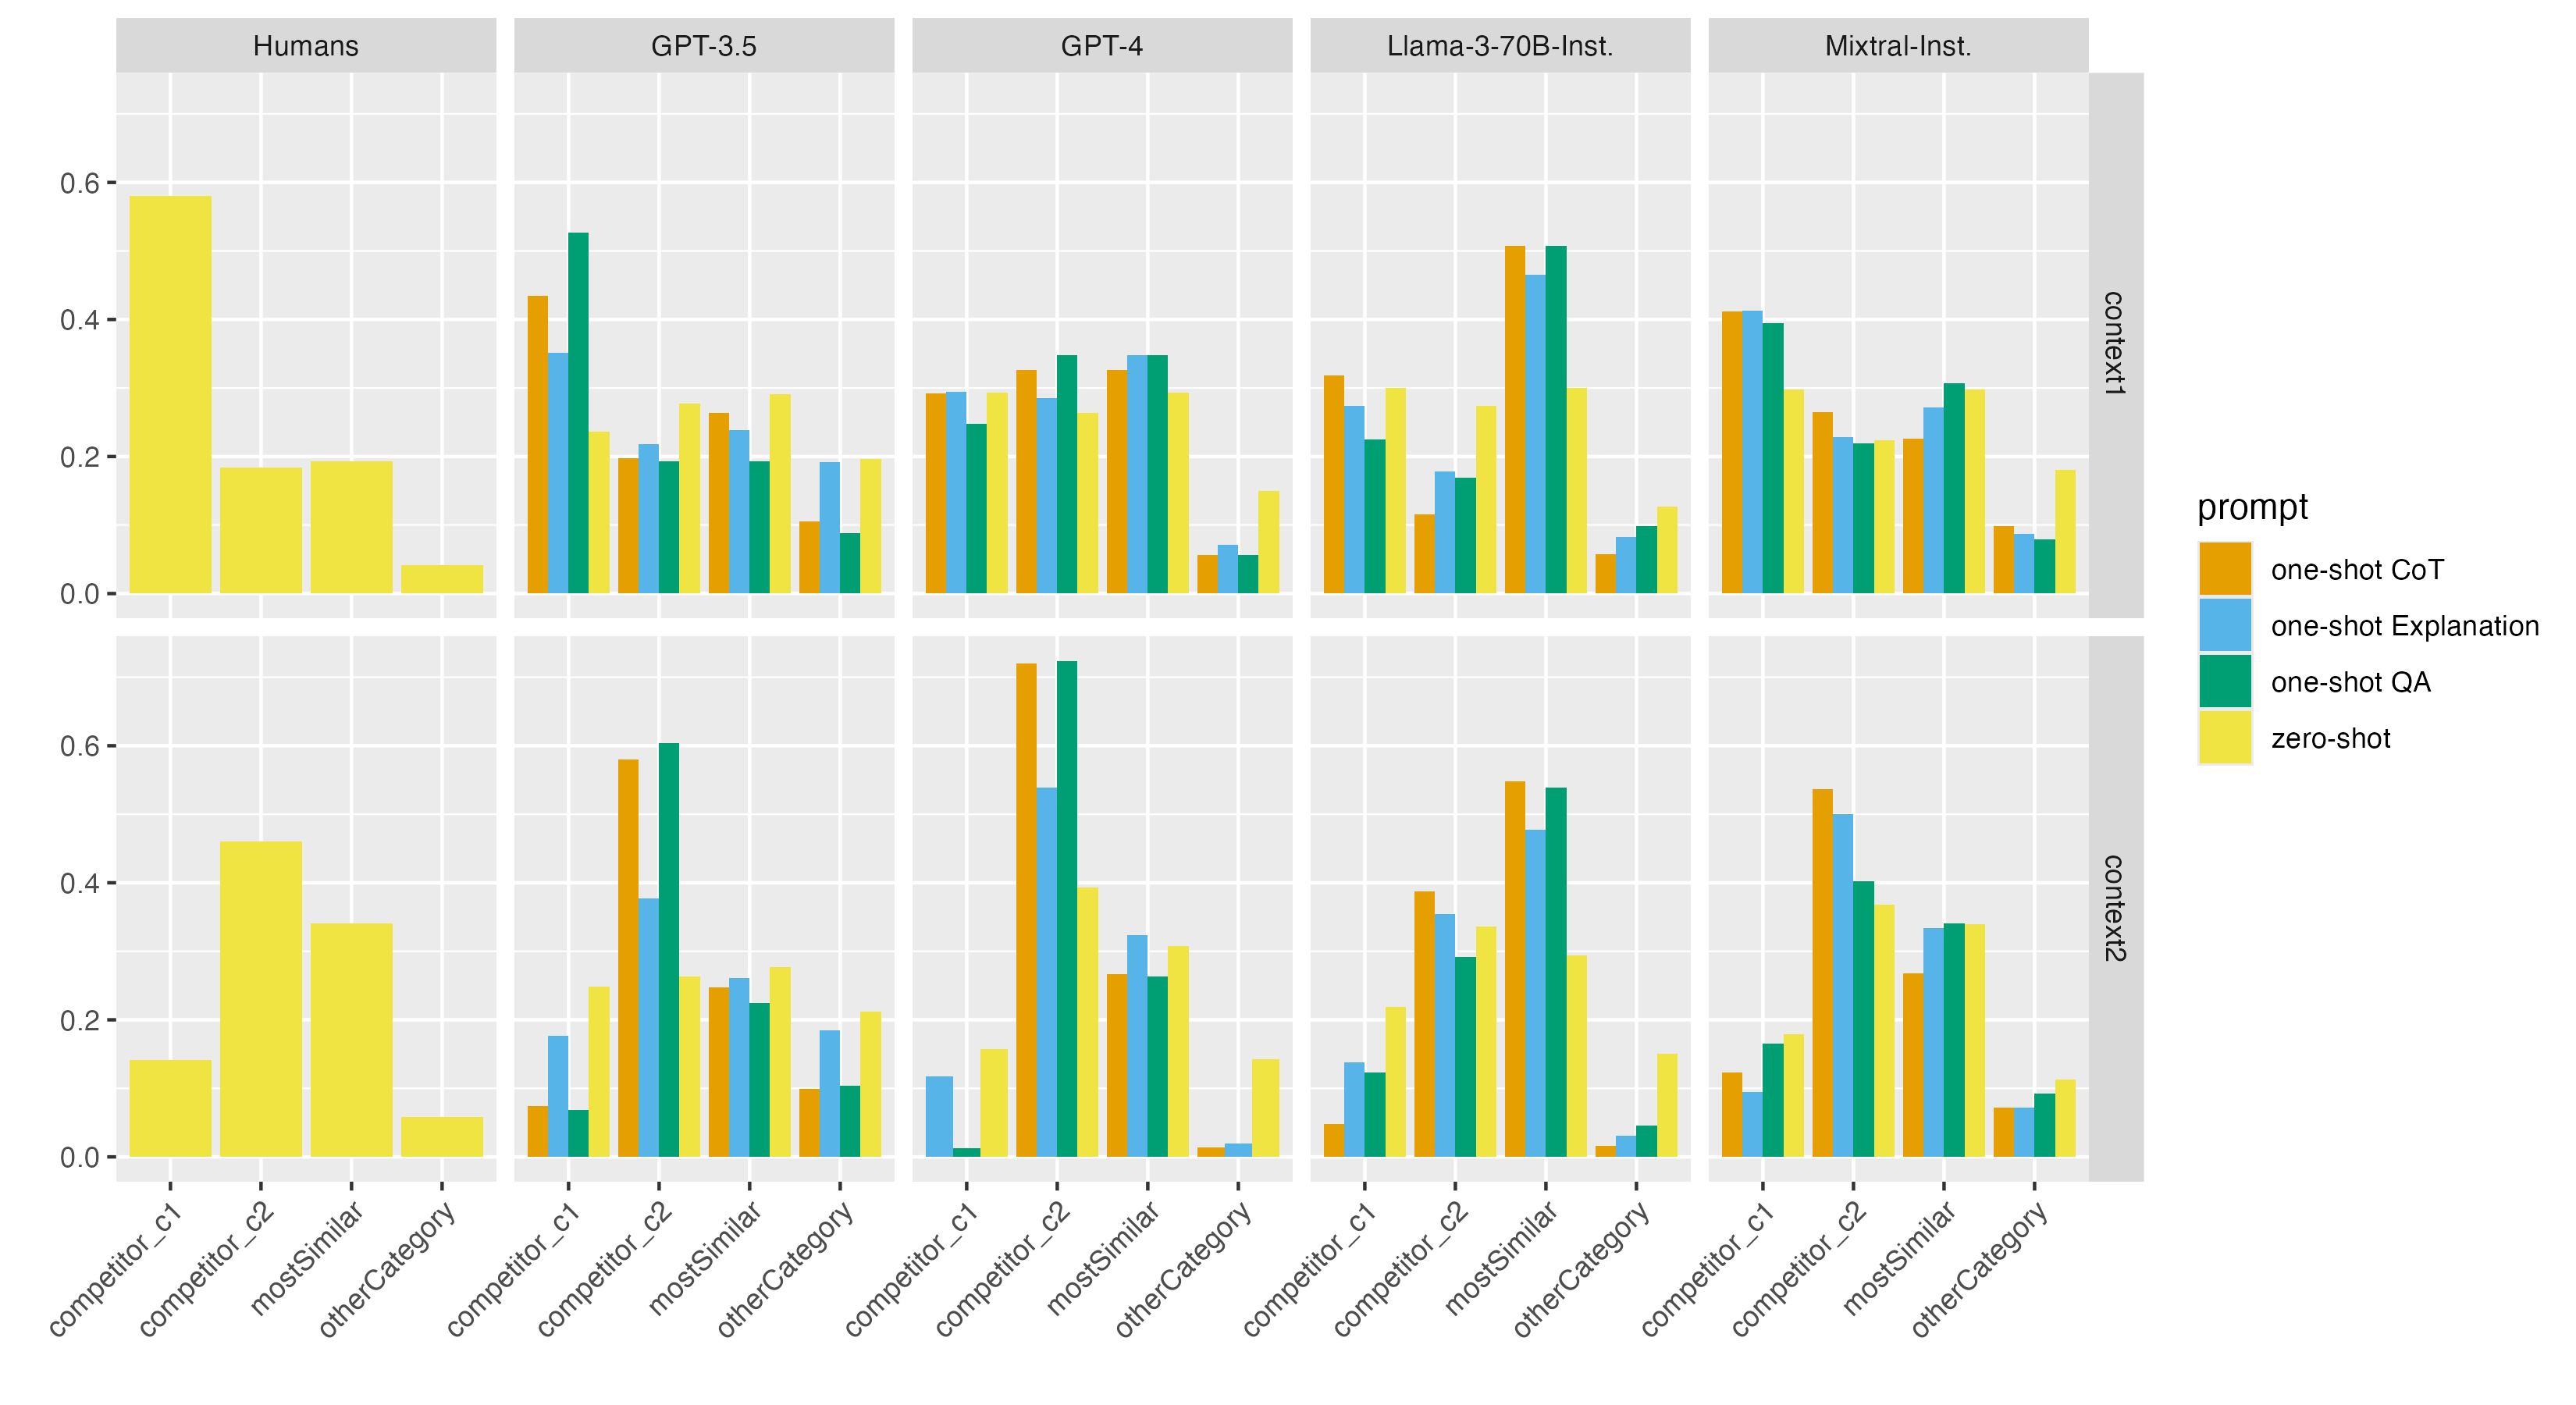 Humans
GPT-3.5
GPT-4
Llama-3-70B-Inst.
Mixtral-Inst.
0.6
0.4
0.2
0.0
context1
0.6
0.4
0.2
0.0
context2
competitor_c1
competitor_c2
mostSimilar
otherCategory
competitor_c1
competitor_c2
mostSimilar
otherCategory
competitor_c1
competitor_c2
mostSimilar
otherCategory
competitor_c1
competitor_c2
mostSimilar
otherCategory
competitor_c1
competitor_c2
mostSimilar
otherCategory
prompt
one-shot CoT
one-shot Explanation
one-shot QA
zero-shot